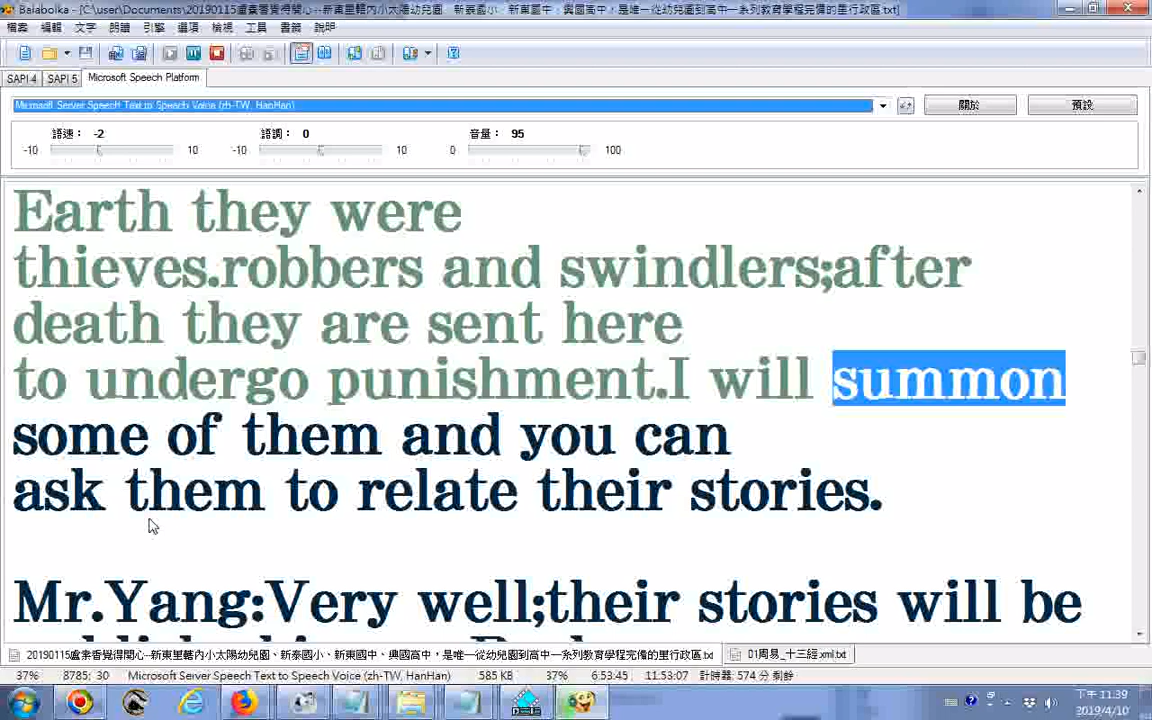 Balabolka - [C:\user\Documents\20190115盧素香覺得開心--新東里轄內小太陽幼兒園、新泰國小、新東國中、興國高中，是唯一從幼兒園到高中一系列教育學程完備的里行政區.txt]
檔案 編輯 文字 朗讀 引擎 選項 檢視 工具 書籤 說明
SAPI 4 SAPI 5 Microsoft Speech Platform
Microsoft Server Speech Text to Speech Voice (zh-TW, HanHan) 關於 預設
語速： -2 語調： 0 音量： 95
-10 10 -10 10 0 100
Earth they were
thieves.robbers and swindlers;after
death they are sent here
to undergo punishment.I will summon
some of them and you can
ask them to relate their stories.
Mr.Yang:Very well;their stories will be
20190115盧素香覺得開心--新東里轄內小太陽幼兒園、新泰國小、新東國中、興國高中，是唯一從幼兒園到高中一系列教育學程完備的里行政區.txt 01周易_十三經.xml.txt
37% 8785: 30 Microsoft Server Speech Text to Speech Voice (zh-TW, HanHan) 585 KB 37% 6:53:45 11:53:07 計時器: 574 分 剩餘
下午 11:39
2019/4/10